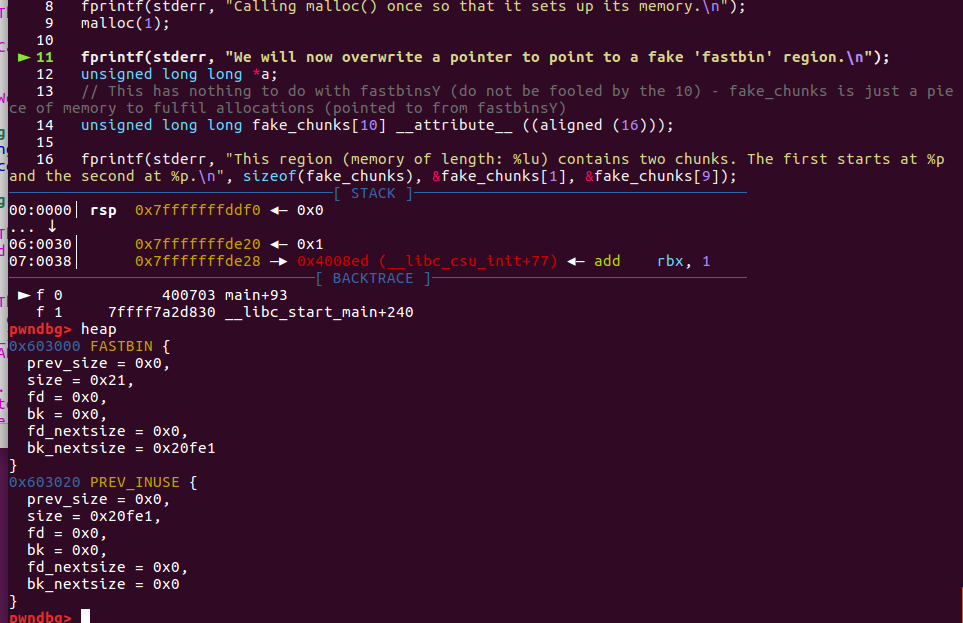 8 fprintf(stderr, "Calling malloc() once so that it sets up its memory.\n");
9 malloc(1);
10
► 11 fprintf(stderr, "We will now overwrite a pointer to point to a fake 'fastbin' region.\n");
12 unsigned long long *a;
13 // This has nothing to do with fastbinsY (do not be fooled by the 10) - fake_chunks is just a pie
ce of memory to fulfil allocations (pointed to from fastbinsY)
14 unsigned long long fake_chunks[10] __attribute__ ((aligned (16)));
15
16 fprintf(stderr, "This region (memory of length: %lu) contains two chunks. The first starts at %p
and the second at %p.\n", sizeof(fake_chunks), &fake_chunks[1], &fake_chunks[9]);
[ STACK ]
00:0000│ rsp 0x7fffffffddf0 ◄— 0x0
... ↓
06:0030│ 0x7fffffffde20 ◄— 0x1
07:0038│ 0x7fffffffde28 —► 0x4008ed (__libc_csu_init+77) ◄— add rbx, 1
[ BACKTRACE ]
► f 0 400703 main+93
f 1 7ffff7a2d830 __libc_start_main+240
pwndbg> heap
0x603000 FASTBIN {
prev_size = 0x0,
size = 0x21,
fd = 0x0,
bk = 0x0,
fd_nextsize = 0x0,
bk_nextsize = 0x20fe1
}
0x603020 PREV_INUSE {
prev_size = 0x0,
size = 0x20fe1,
fd = 0x0,
bk = 0x0,
fd_nextsize = 0x0,
bk_nextsize = 0x0
}
pwndbg>